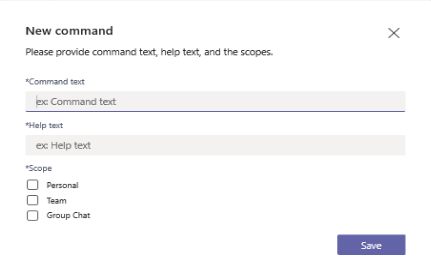 New command
Please provide command text, help text, and the scopes.
*Command text
ex: Command text
*Help text
ex: Help text
*Scope
Personal
Team
Group Chat
Save